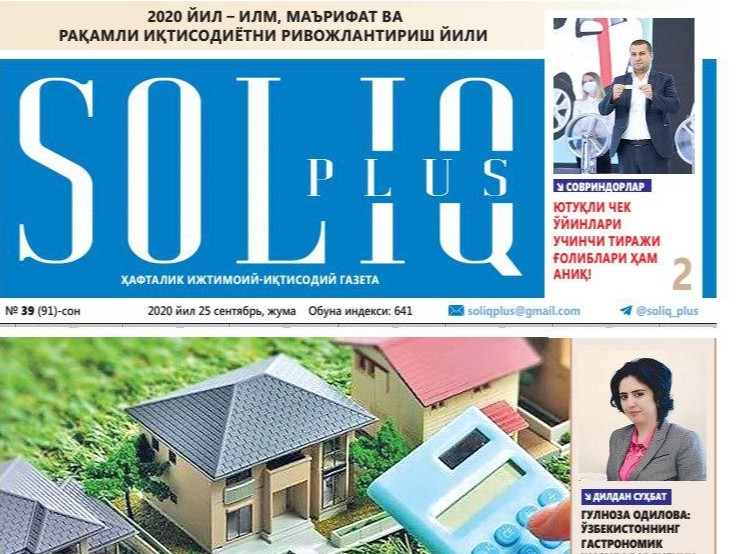 2020 ЙИЛ – ИЛМ, МАЪРИФАТ ВА
РАҚАМЛИ ИҚТИСОДИЁТНИ РИВОЖЛАНТИРИШ ЙИЛИ
SOLIQ
PLUS
ҲАФТАЛИК ИЖТИМОИЙ-ИҚТИСОДИЙ ГАЗЕТА
СОВРИНДОРЛАР
ЮТУҚЛИ ЧЕК
ЎЙИНЛАРИ
УЧИНЧИ ТИРАЖИ
ҒОЛИБЛАРИ ҲАМ
АНИҚ!
2
№ 39 (91)-сон 2020 йил 25 сентябрь, жума Обуна индекси: 641 soliqplus@gmail.com @soliq_plus
ДИЛДАН СУҲБАТ
ГУЛНОЗА ОДИЛОВА:
ЎЗБЕКИСТОННИНГ
ГАСТРОНОМИК